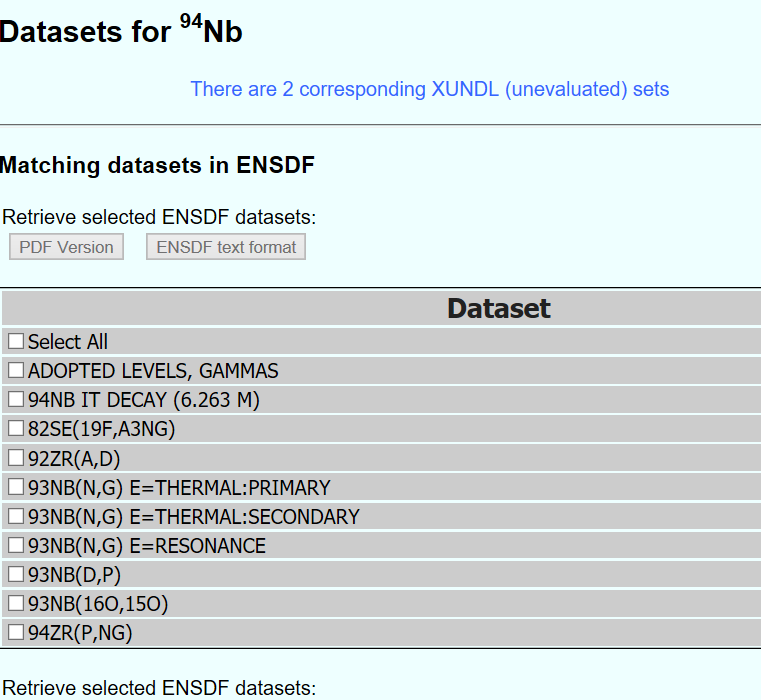 Datasets for ⁹⁴Nb
There are 2 corresponding XUNDL (unevaluated) sets
Matching datasets in ENSDF
Retrieve selected ENSDF datasets:
PDF Version ENSDF text format
Dataset
Select All
ADOPTED LEVELS, GAMMAS
94NB IT DECAY (6.263 M)
82SE(19F,A3NG)
92ZR(A,D)
93NB(N,G) E=THERMAL:PRIMARY
93NB(N,G) E=THERMAL:SECONDARY
93NB(N,G) E=RESONANCE
93NB(D,P)
93NB(16O,15O)
94ZR(P,NG)
Retrieve selected ENSDF datasets: